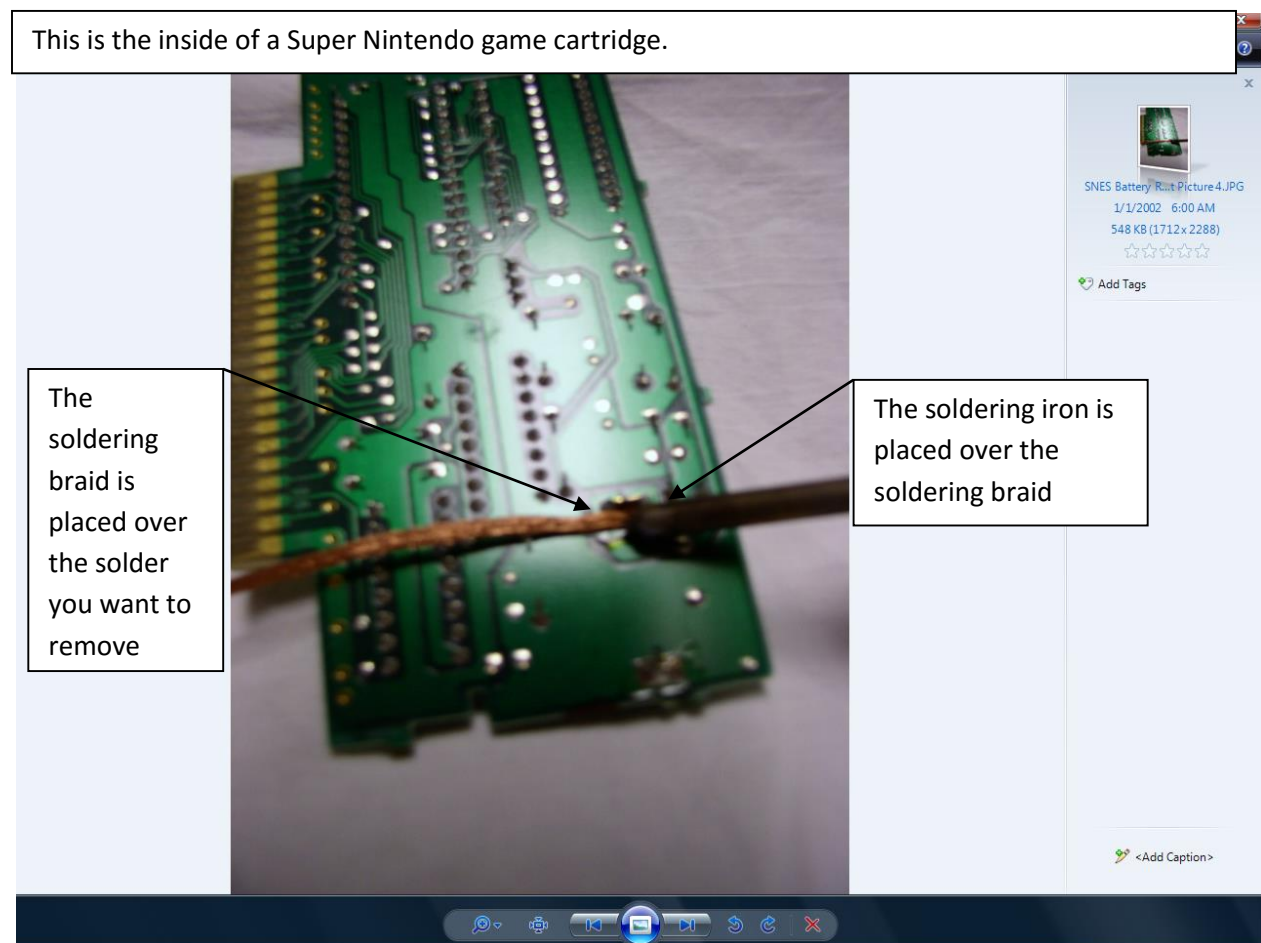 This is the inside of a Super Nintendo game cartridge.
SNES Battery R...t Picture 4.JPG
1/1/2002 6:00 AM
548 KB (1712 x 2288)
Add Tags
The
soldering
braid is
placed over
the solder
you want to
remove
The soldering iron is
placed over the
soldering braid
<Add Caption>